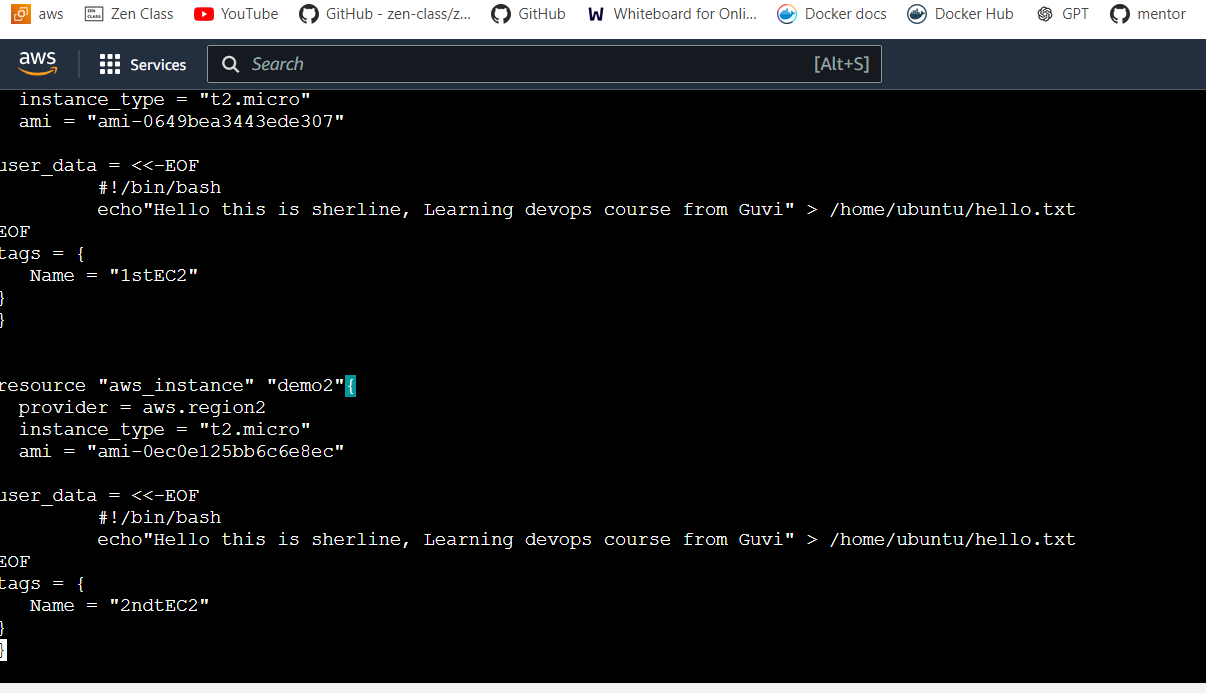 aws Zen Class YouTube GitHub - zen-class/z... GitHub W Whiteboard for Onli... Docker docs Docker Hub GPT mentor
aws Services Search [Alt+S]
instance_type = "t2.micro"
ami = "ami-0649bea3443ede307"
user_data = <<-EOF
#!/bin/bash
echo"Hello this is sherline, Learning devops course from Guvi" > /home/ubuntu/hello.txt
EOF
tags = {
Name = "1stEC2"
}
}
resource "aws_instance" "demo2"{
provider = aws.region2
instance_type = "t2.micro"
ami = "ami-0ec0e125bb6c6e8ec"
user_data = <<-EOF
#!/bin/bash
echo"Hello this is sherline, Learning devops course from Guvi" > /home/ubuntu/hello.txt
EOF
tags = {
Name = "2ndtEC2"
}
}